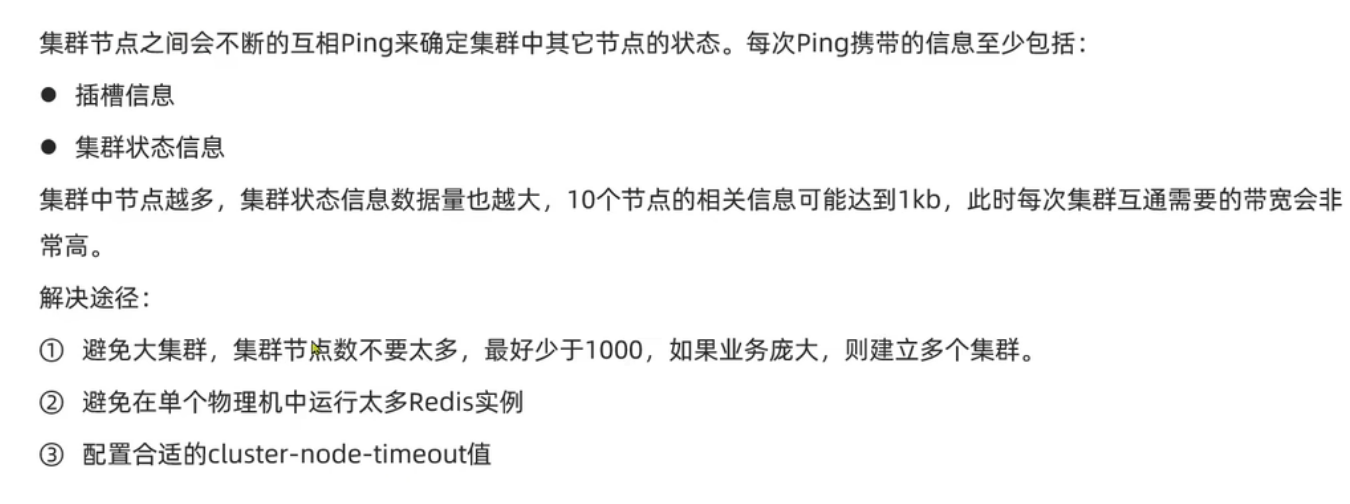 集群节点之间会不断的互相Ping来确定集群中其它节点的状态。每次Ping携带的信息至少包括：
● 插槽信息
● 集群状态信息
集群中节点越多，集群状态信息数据量也越大，10个节点的相关信息可能达到1kb，此时每次集群互通需要的带宽会非
常高。
解决途径：
① 避免大集群，集群节点数不要太多，最好少于1000，如果业务庞大，则建立多个集群。
② 避免在单个物理机中运行太多Redis实例
③ 配置合适的cluster-node-timeout值